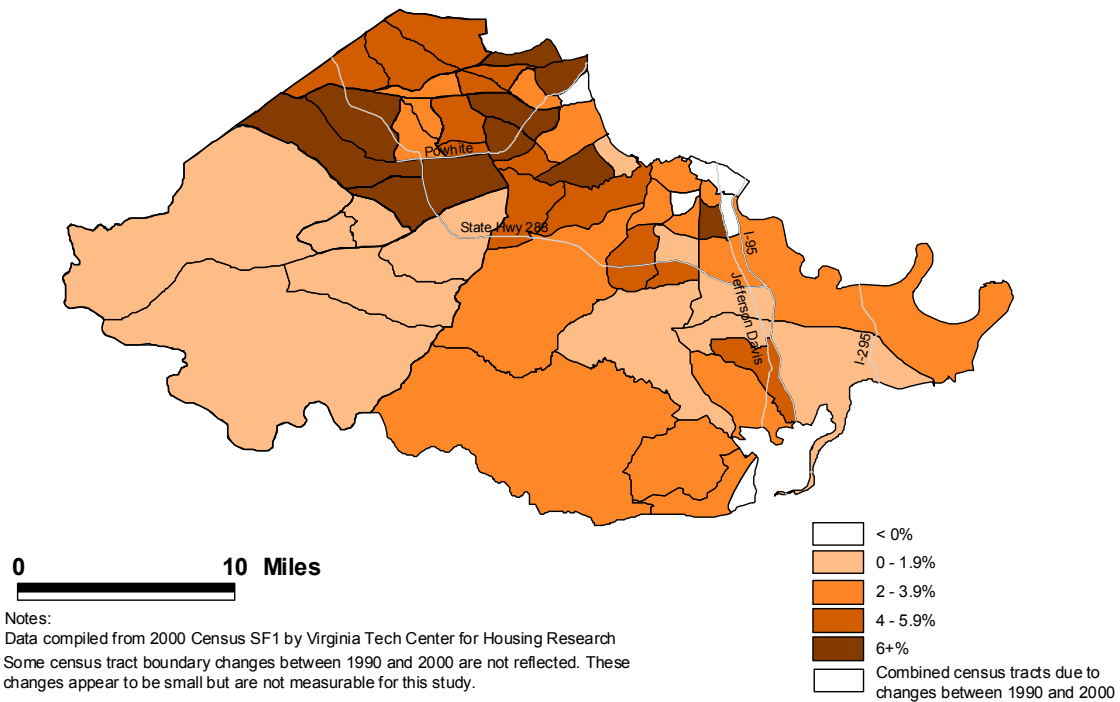 Powhite
State Hwy 288
I-95
Jefferson Davis
I-295
0 10 Miles
Notes:
Data compiled from 2000 Census SF1 by Virginia Tech Center for Housing Research
Some census tract boundary changes between 1990 and 2000 are not reflected. These
changes appear to be small but are not measurable for this study.
< 0%
0 - 1.9%
2 - 3.9%
4 - 5.9%
6+%
Combined census tracts due to
changes between 1990 and 2000